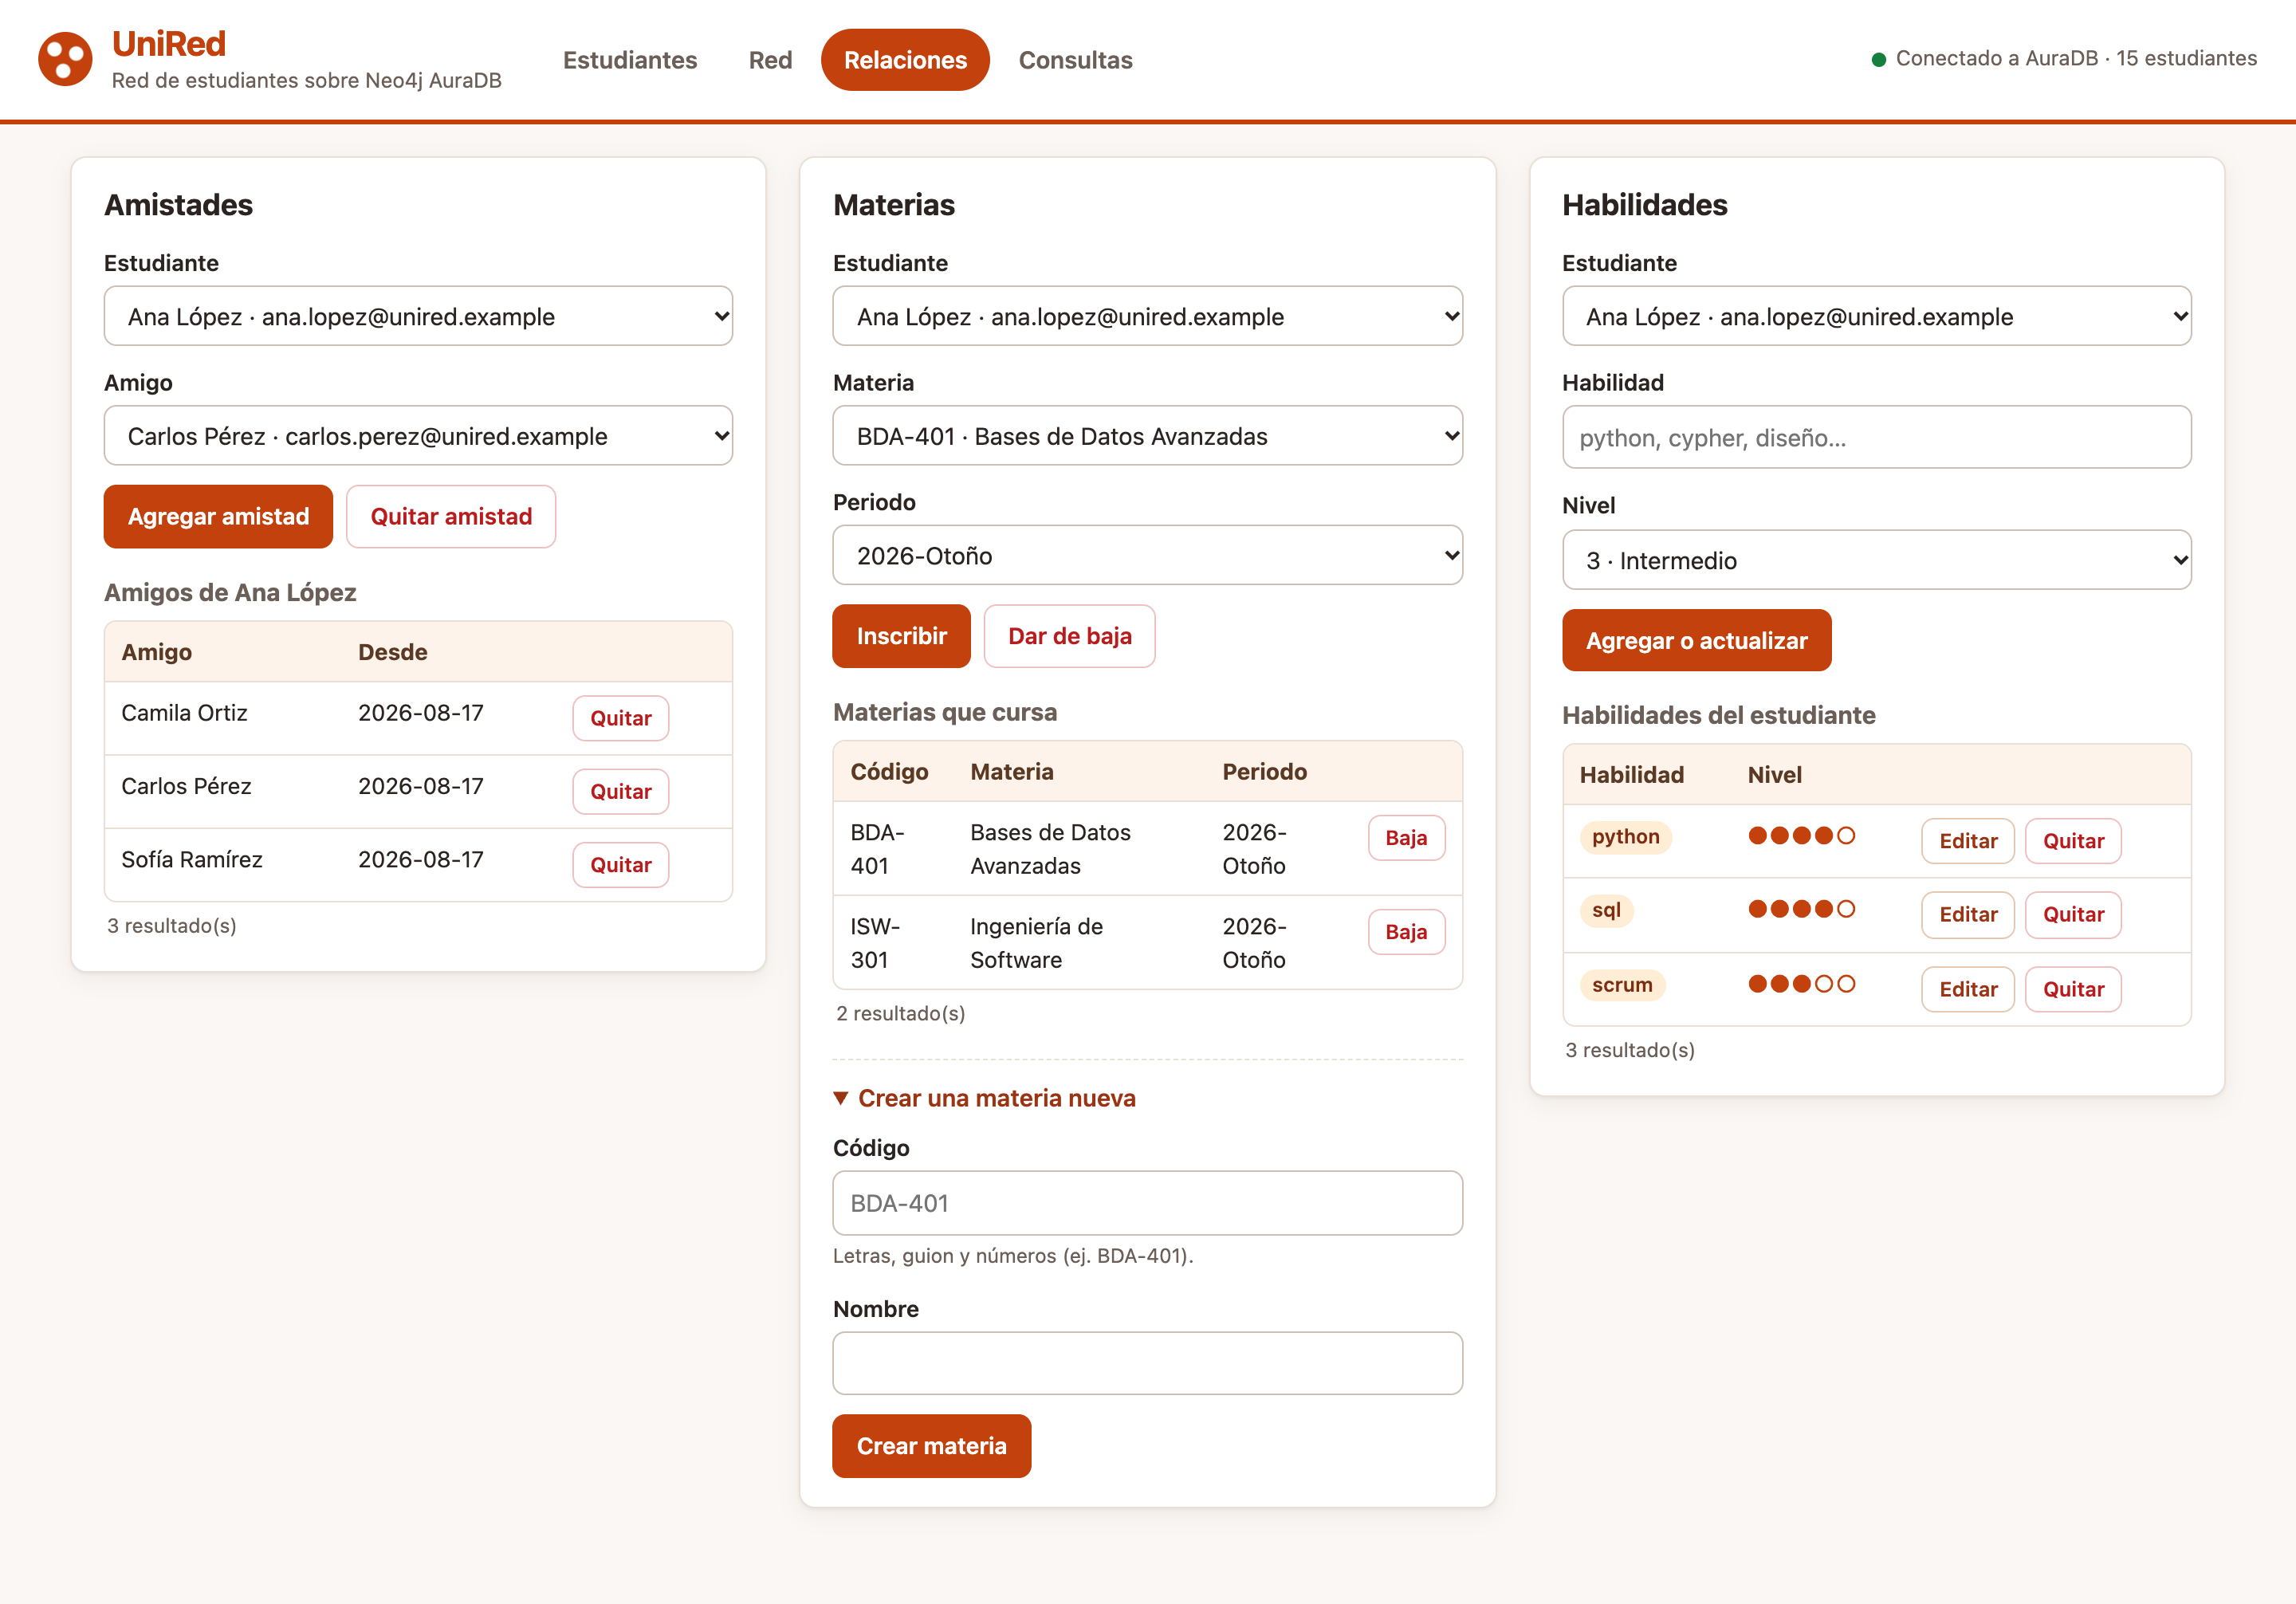 UniRed
Red de estudiantes sobre Neo4j AuraDB
Estudiantes
Red
Relaciones
Consultas
Conectado a AuraDB · 15 estudiantes
Amistades
Estudiante
Ana López · ana.lopez@unired.example
Amigo
Carlos Pérez · carlos.perez@unired.example
Agregar amistad
Quitar amistad
Amigos de Ana López
Amigo Desde
Camila Ortiz 2026-08-17 Quitar
Carlos Pérez 2026-08-17 Quitar
Sofía Ramírez 2026-08-17 Quitar
3 resultado(s)
Materias
Estudiante
Ana López · ana.lopez@unired.example
Materia
BDA-401 · Bases de Datos Avanzadas
Periodo
2026-Otoño
Inscribir
Dar de baja
Materias que cursa
Código Materia Periodo
BDA- Bases de Datos 2026- Baja
401 Avanzadas Otoño
ISW- Ingeniería de 2026- Baja
301 Software Otoño
2 resultado(s)
Crear una materia nueva
Código
BDA-401
Letras, guion y números (ej. BDA-401).
Nombre
Crear materia
Habilidades
Estudiante
Ana López · ana.lopez@unired.example
Habilidad
python, cypher, diseño...
Nivel
3 · Intermedio
Agregar o actualizar
Habilidades del estudiante
Habilidad Nivel
python Editar Quitar
sql Editar Quitar
scrum Editar Quitar
3 resultado(s)